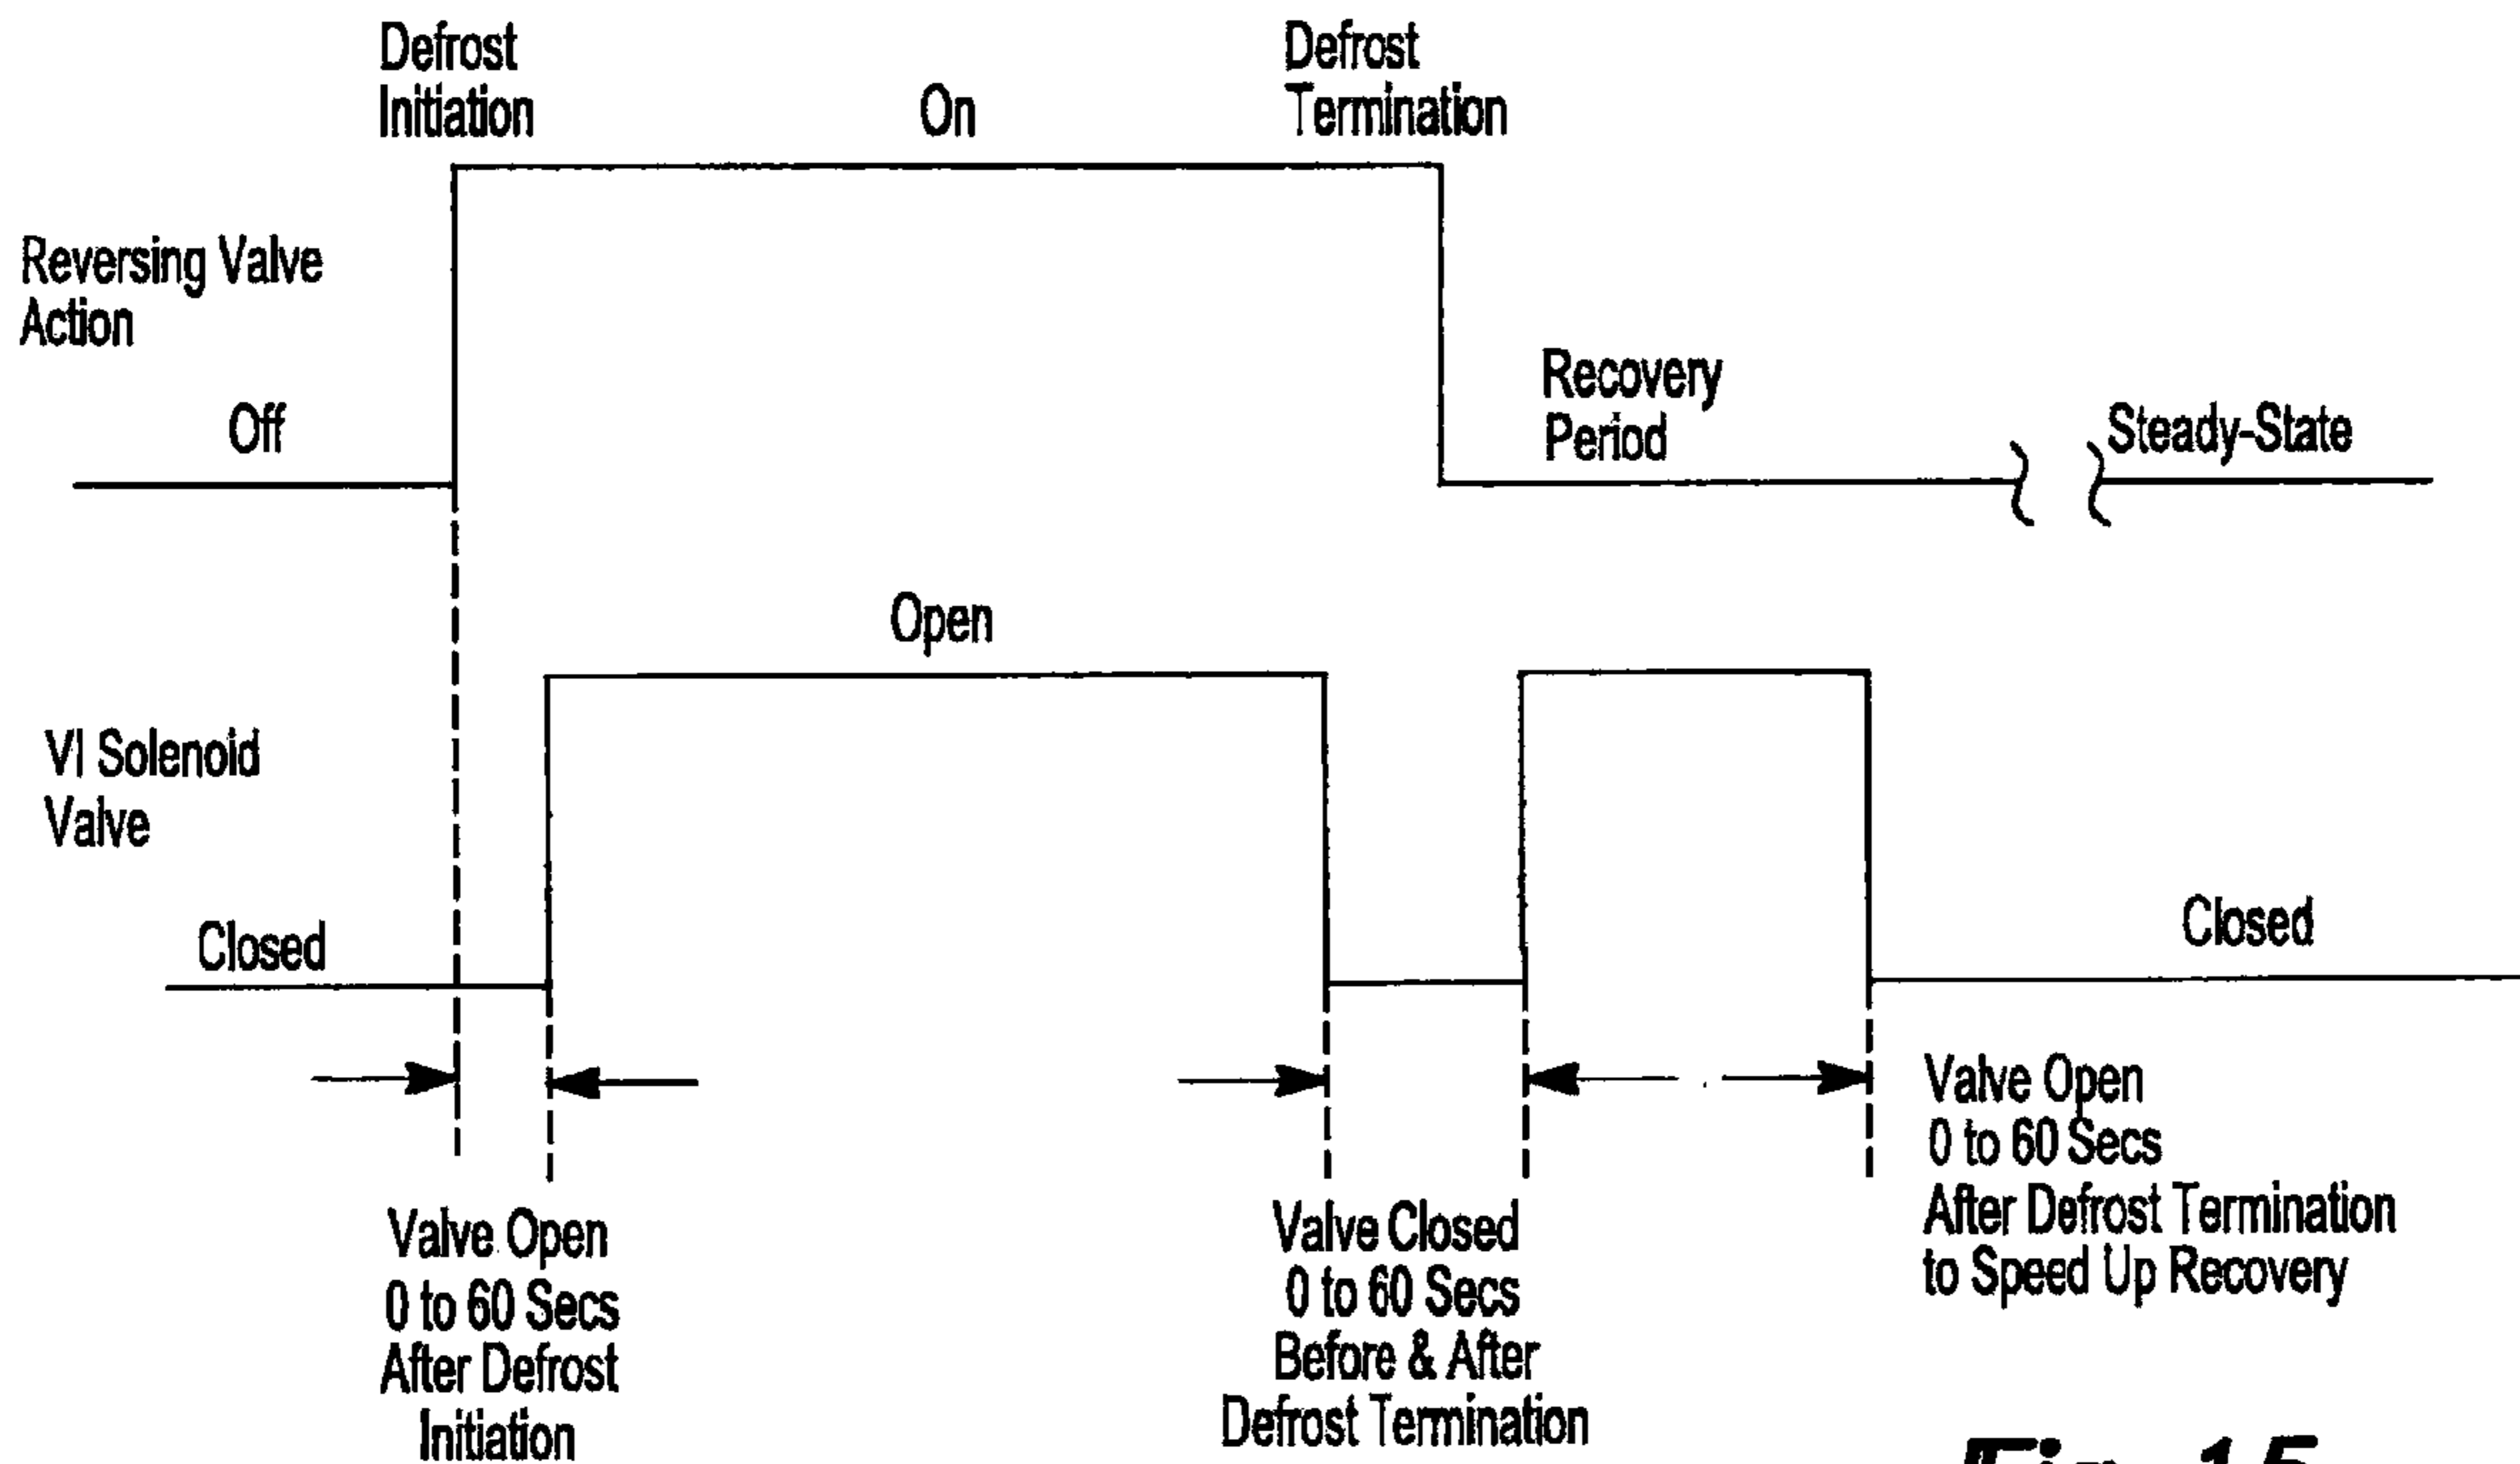 Defrost
Initiation
On
Defrost
Termination
Reversing Valve
Action
Off
Recovery
Period
Steady-State
Open
VI Solenoid
Valve
Closed
Closed
Valve Open
0 to 60 Secs
After Defrost
Initiation
Valve Closed
0 to 60 Secs
Before & After
Defrost Termination
Valve Open
0 to 60 Secs
After Defrost Termination
to Speed Up Recovery